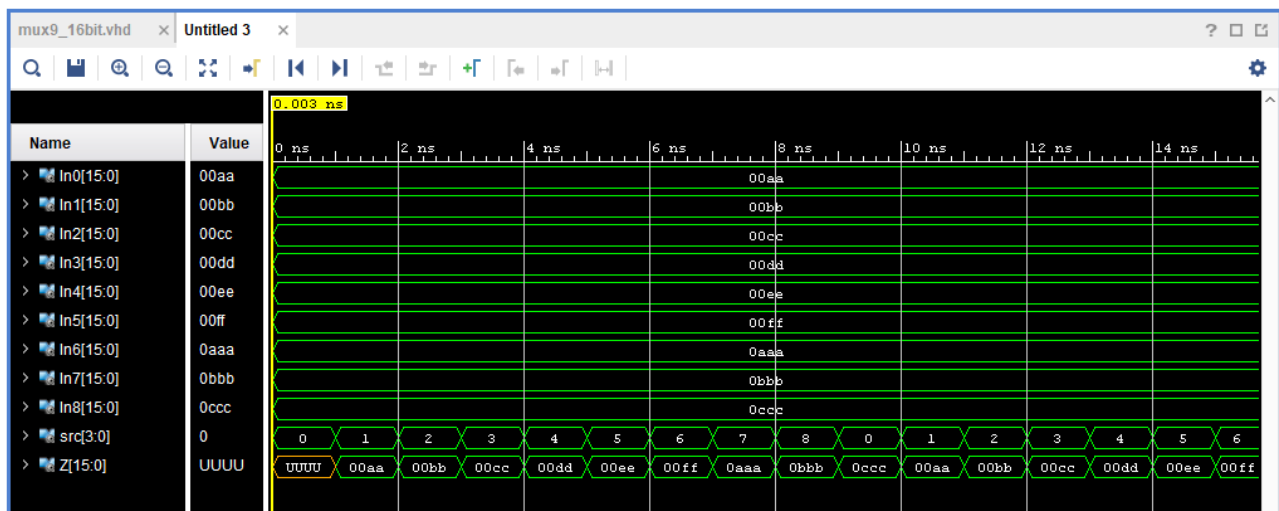 mux9_16bit.vhd × Untitled 3 ×
?
0.003 ns
Name Value 0 ns 2 ns 4 ns 6 ns 8 ns 10 ns 12 ns 14 ns
> In0[15:0] 00aa 00aa
> In1[15:0] 00bb 00bb
> In2[15:0] 00cc 00cc
> In3[15:0] 00dd 00dd
> In4[15:0] 00ee 00ee
> In5[15:0] 00ff 00ff
> In6[15:0] 0aaa 0aaa
> In7[15:0] 0bbb 0bbb
> In8[15:0] 0ccc 0ccc
> src[3:0] 0 0 1 2 3 4 5 6 7 8 0 1 2 3 4 5 6
> Z[15:0] UUUU UUUU 00aa 00bb 00cc 00dd 00ee 00ff 0aaa 0bbb 0ccc 00aa 00bb 00cc 00dd 00ee 00ff